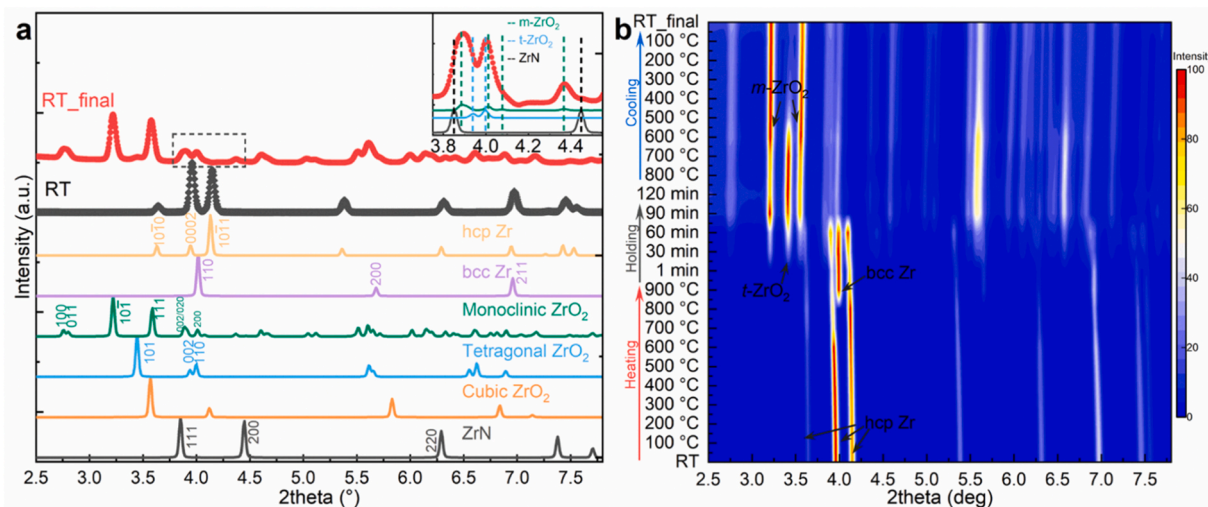 a
-- m-ZrO2
-- t-ZrO2
-- ZrN
3.8 4.0 4.2 4.4
RT_final
RT
hcp Zr
101̄0
0002
101̄1
bcc Zr
110
200
211
Monoclinic ZrO2
100
011
101̄
111
002/020
200
Tetragonal ZrO2
101
002
110
Cubic ZrO2
ZrN
111
200
220
Intensity (a.u.)
2.5 3.0 3.5 4.0 4.5 5.0 5.5 6.0 6.5 7.0 7.5
2theta (°)
b
RT_final
100 °C
200 °C
300 °C
400 °C
500 °C
600 °C
700 °C
800 °C
120 min
90 min
60 min
30 min
1 min
900 °C
800 °C
700 °C
600 °C
500 °C
400 °C
300 °C
200 °C
100 °C
RT
Cooling
Holding
Heating
m-ZrO2
t-ZrO2
bcc Zr
hcp Zr
2.5 3.0 3.5 4.0 4.5 5.0 5.5 6.0 6.5 7.0 7.5
2theta (deg)
Intensit
100
80
60
40
20
0